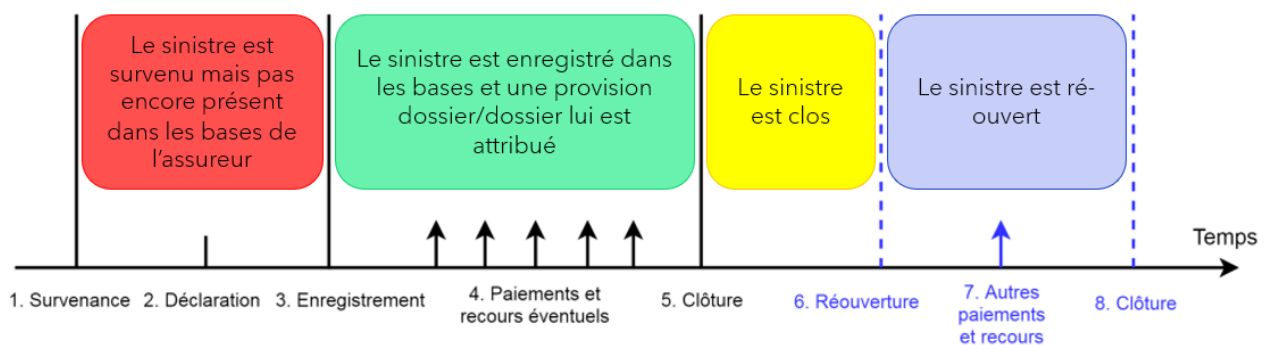 Le sinistre est
survenu mais pas
encore présent
dans les bases de
l'assureur
Le sinistre est enregistré dans
les bases et une provision
dossier/dossier lui est
attribué
Le sinistre
est clos
Le sinistre est ré-
ouvert
Temps
1. Survenance
2. Déclaration
3. Enregistrement
4. Paiements et
recours éventuels
5. Clôture
6. Réouverture
7. Autres
paiements
et recours
8. Clôture